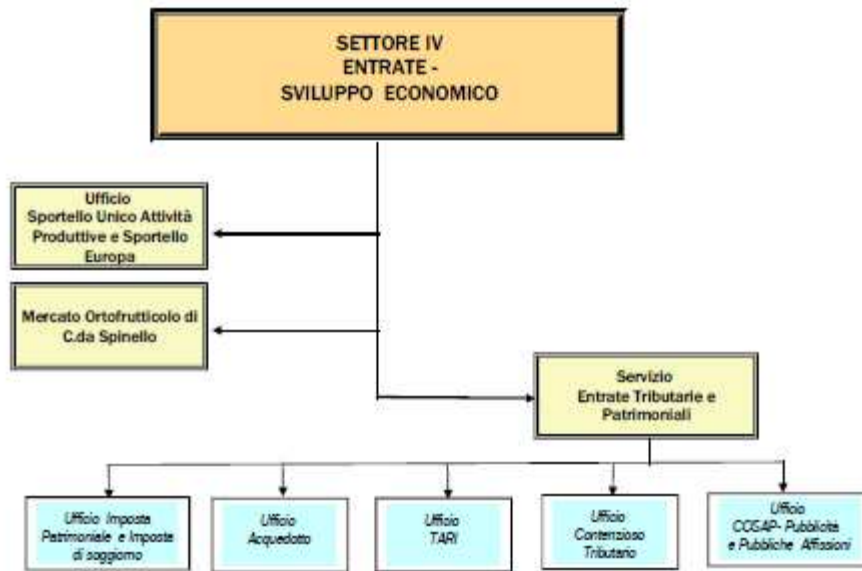 SETTORE IV
ENTRATE -
SVILUPPO ECONOMICO
Ufficio
Sportello Unico Attività
Produttive e Sportello
Europa
Mercato Ortofrutticolo di
C.da Spinello
Servizio
Entrate Tributarie e
Patrimoniali
Ufficio Imposta
Patrimoniale e Imposta
di soggiorno
Ufficio
Acquedotto
Ufficio
TARI
Ufficio
Contenzioso
Tributario
Ufficio
COSAP- Pubblicità
e Pubbliche Affissioni